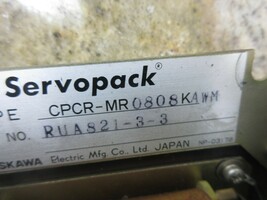 Servopack
PE CPCR-MR0808KAWM
NO. RUA821-3-3
SKAWA Electric Mfg Co. Ltd. JAPAN